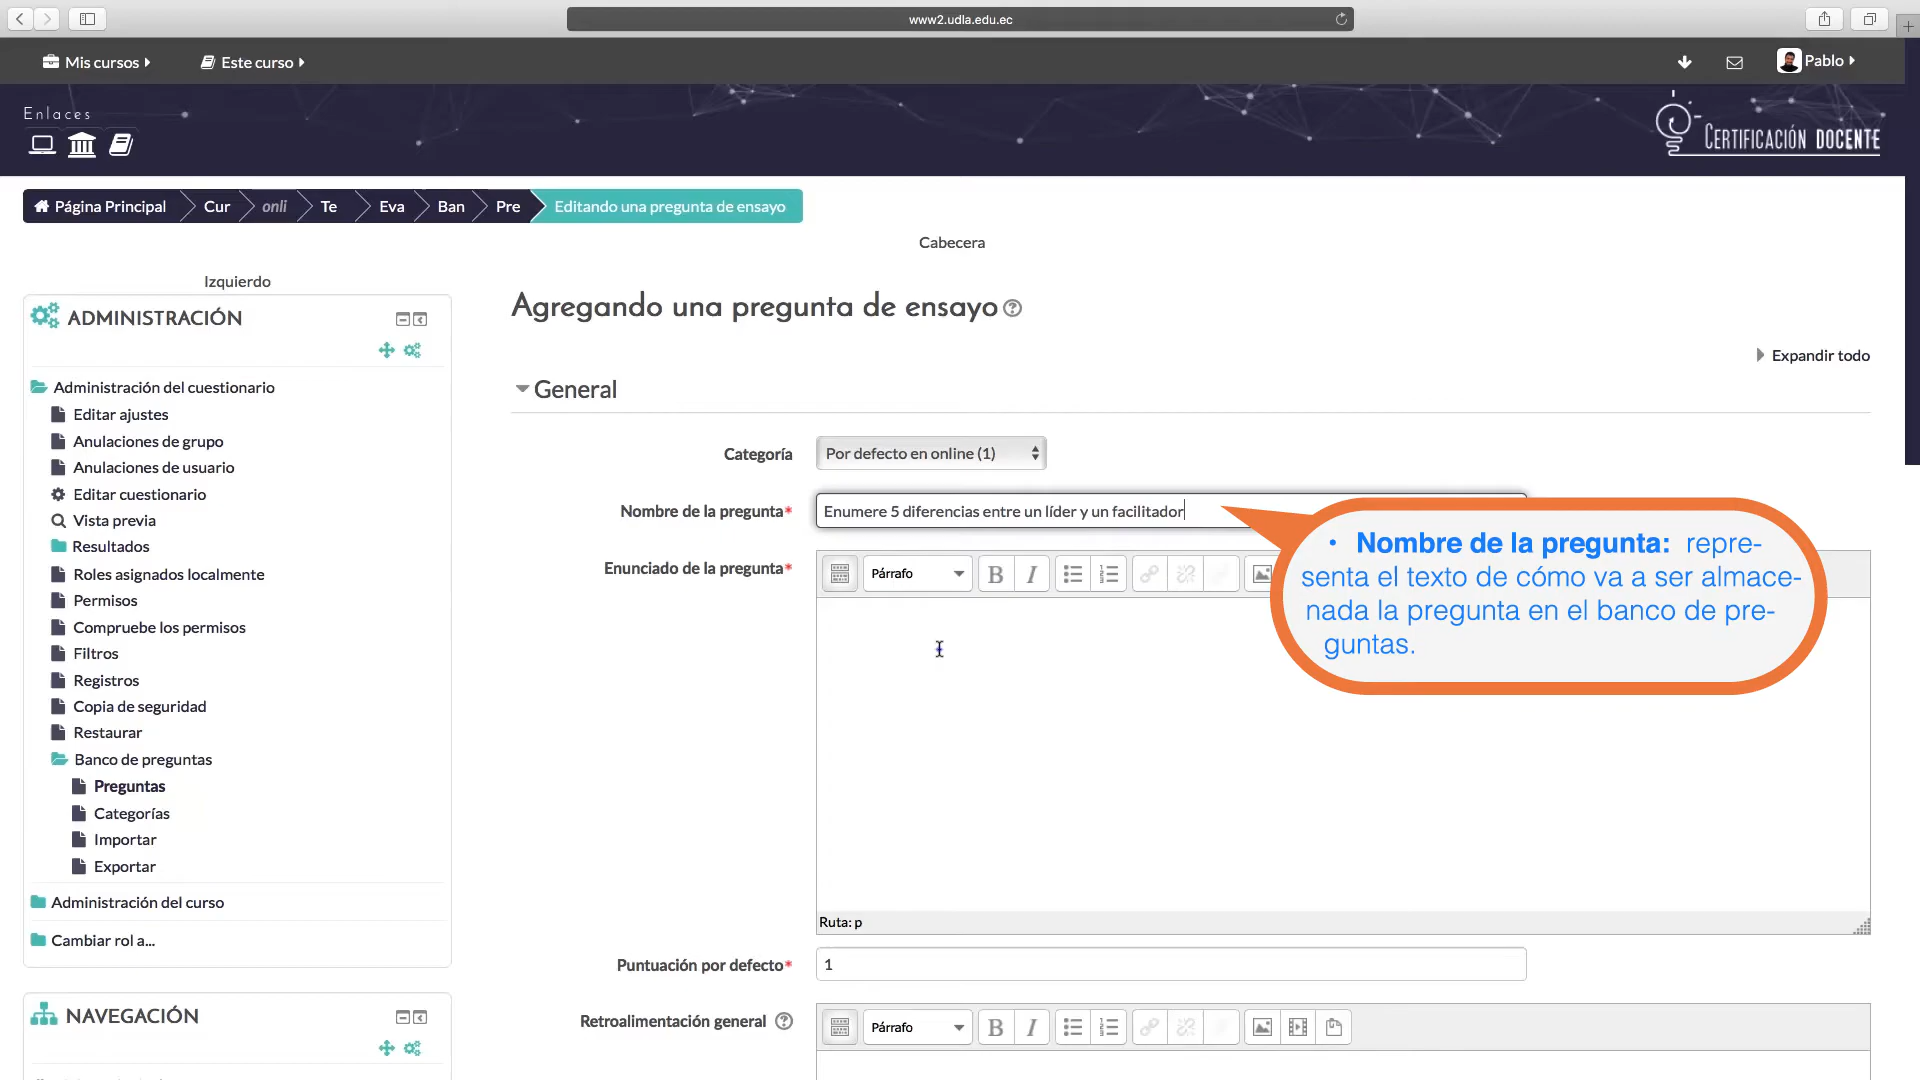 www2.udla.edu.ec
Mis cursos
Este curso
Pablo
Enlaces
CERTIFICACIÓN DOCENTE
Página Principal
Cur
onli
Te
Eva
Ban
Pre
Editando una pregunta de ensayo
Cabecera
Izquierdo
ADMINISTRACIÓN
Administración del cuestionario
Editar ajustes
Anulaciones de grupo
Anulaciones de usuario
Editar cuestionario
Vista previa
Resultados
Roles asignados localmente
Permisos
Compruebe los permisos
Filtros
Registros
Copia de seguridad
Restaurar
Banco de preguntas
Preguntas
Categorías
Importar
Exportar
Administración del curso
Cambiar rol a...
NAVEGACIÓN
Agregando una pregunta de ensayo
Expandir todo
General
Categoría
Por defecto en online (1)
Nombre de la pregunta*
Enumere 5 diferencias entre un líder y un facilitador
• Nombre de la pregunta: repre-
senta el texto de cómo va a ser almace-
nada la pregunta en el banco de pre-
guntas.
Enunciado de la pregunta*
Párrafo
B I
Ruta: p
Puntuación por defecto*
1
Retroalimentación general
Párrafo
B I